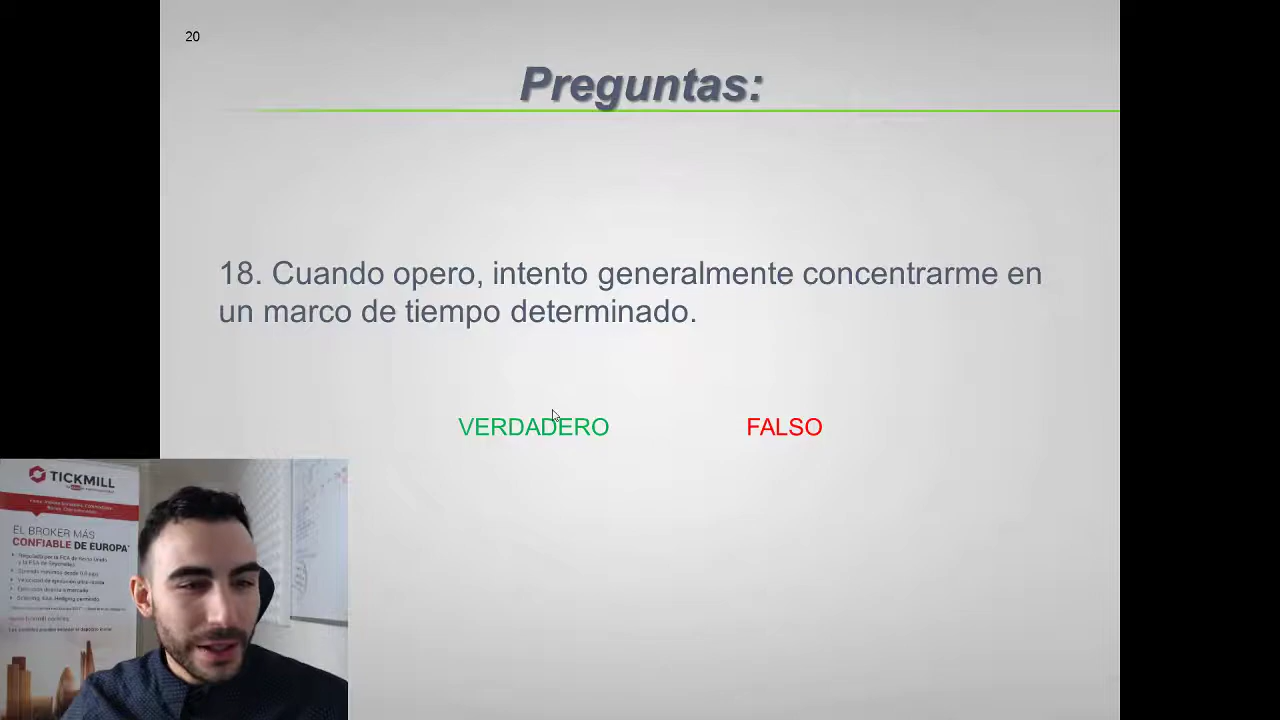 20
Preguntas:
18. Cuando opero, intento generalmente concentrarme en
un marco de tiempo determinado.
VERDADERO FALSO
TICKMILL
EL BROKER MÁS
CONFIABLE DE EUROPA*